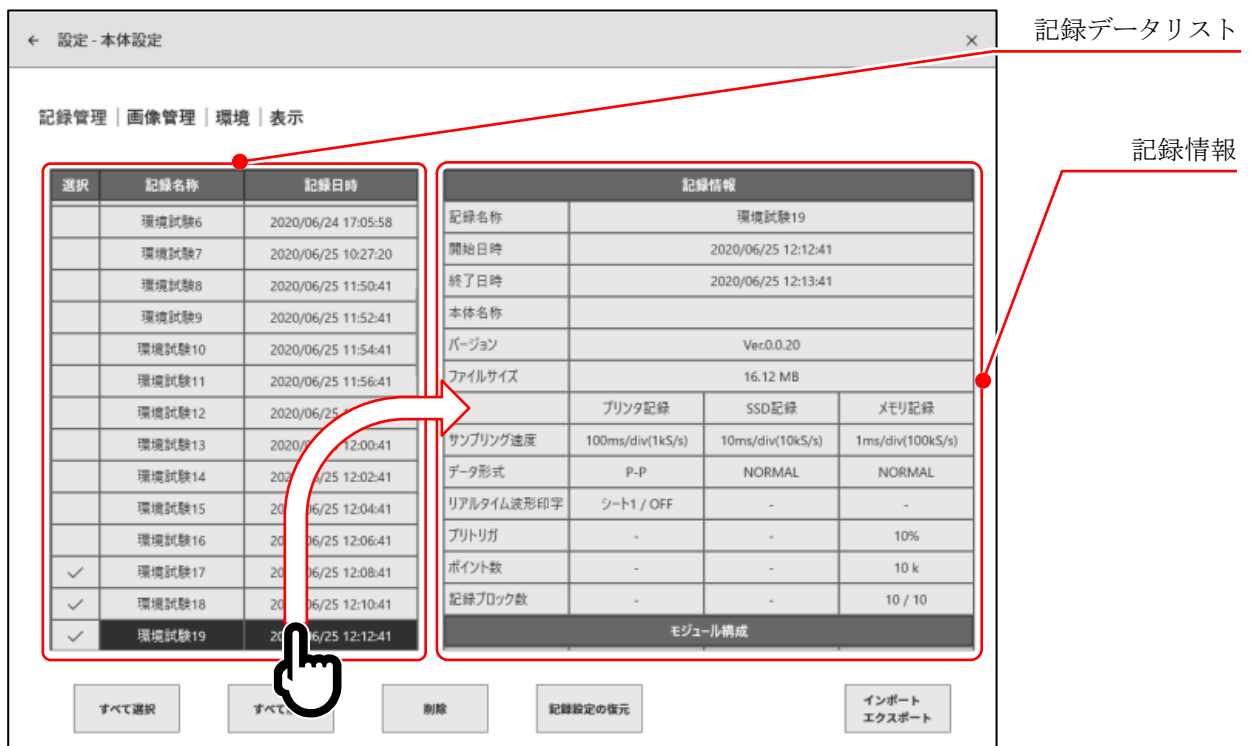 記録データリスト
← 設定 - 本体設定 ×
記録管理 | 画像管理 | 環境 | 表示
記録情報
選択 記録名称 記録日時
環境試験6 2020/06/24 17:05:58
環境試験7 2020/06/25 10:27:20
環境試験8 2020/06/25 11:50:41
環境試験9 2020/06/25 11:52:41
環境試験10 2020/06/25 11:54:41
環境試験11 2020/06/25 11:56:41
環境試験12 2020/06/25
環境試験13 12:00:41
環境試験14 12:02:41
環境試験15 12:04:41
環境試験16 12:06:41
✓ 環境試験17 12:08:41
✓ 環境試験18 12:10:41
✓ 環境試験19 12:12:41
記録情報
記録名称 環境試験19
開始日時 2020/06/25 12:12:41
終了日時 2020/06/25 12:13:41
本体名称
バージョン Ver.0.0.20
ファイルサイズ 16.12 MB
プリンタ記録 SSD記録 メモリ記録
サンプリング速度 100ms/div(1kS/s) 10ms/div(10kS/s) 1ms/div(100kS/s)
データ形式 P-P NORMAL NORMAL
リアルタイム波形印字 シート1 / OFF - -
プリトリガ - - 10%
ポイント数 - - 10 k
記録ブロック数 - - 10 / 10
モジュール構成
すべて選択 すべて 削除 記録設定の復元 インポート
エクスポート